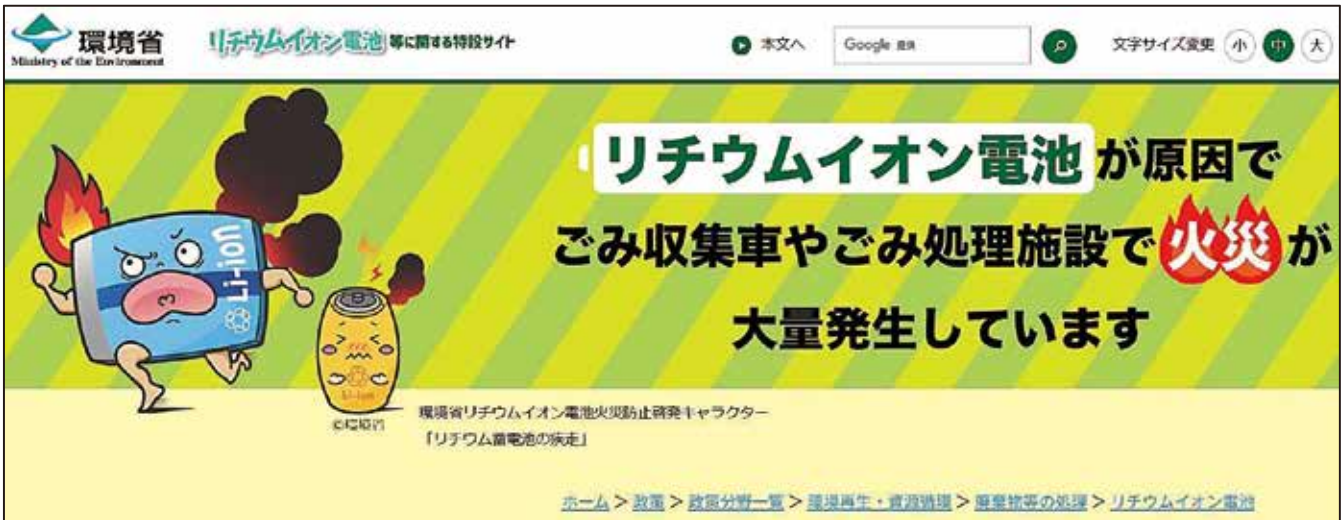 環境省
Ministry of the Environment
リチウムイオン電池 等に関する特設サイト
本文へ
Google 提供
文字サイズ変更 小 中 大
リチウムイオン電池が原因で
ごみ収集車やごみ処理施設で火災が
大量発生しています
Li-ion
Li-ion
©環境省
環境省リチウムイオン電池火災防止啓発キャラクター
「リチウム蓄電池の疾走」
ホーム > 政策 > 政策分野一覧 > 環境再生・資源循環 > 廃棄物等の処理 > リチウムイオン電池